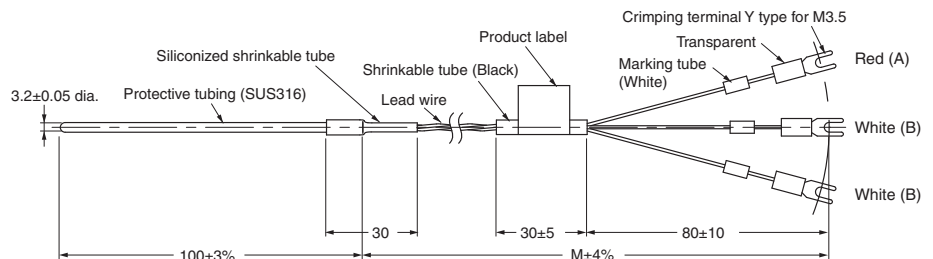 Crimping terminal Y type for M3.5
Product label
Transparent
Siliconized shrinkable tube
Marking tube
(White)
Red (A)
Shrinkable tube (Black)
3.2±0.05 dia.
Protective tubing (SUS316)
Lead wire
White (B)
White (B)
30
30±5
80±10
100±3%
M±4%